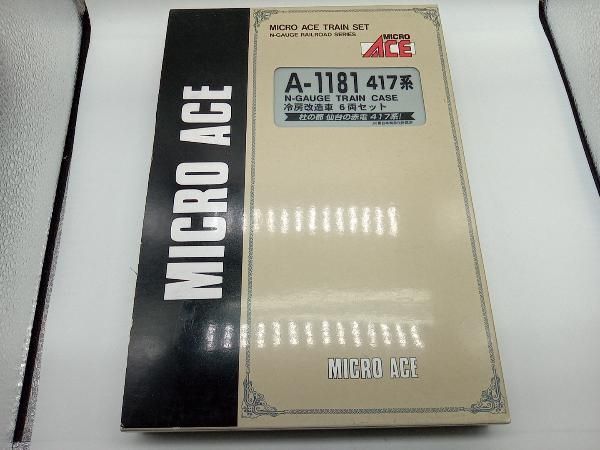 MICRO ACE TRAIN SET
N-GAUGE RAILROAD SERIES
MICRO
ACE
A-1181 417系
N-GAUGE TRAIN CASE
冷房改造車 6両セット
杜の都 仙台の赤電 417系!
MICRO ACE
MICRO ACE